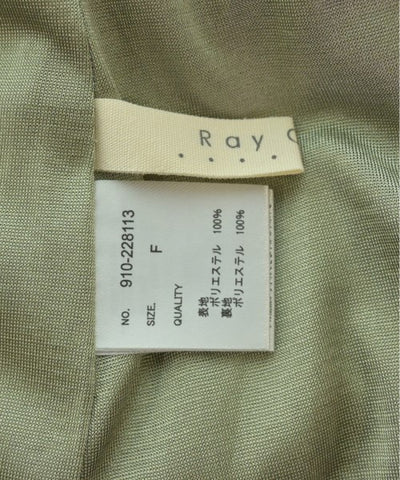 Ray
NO. 910-228113
SIZE. F
QUALITY
表地
ポリエステル 100%
裏地
ポリエステル 100%